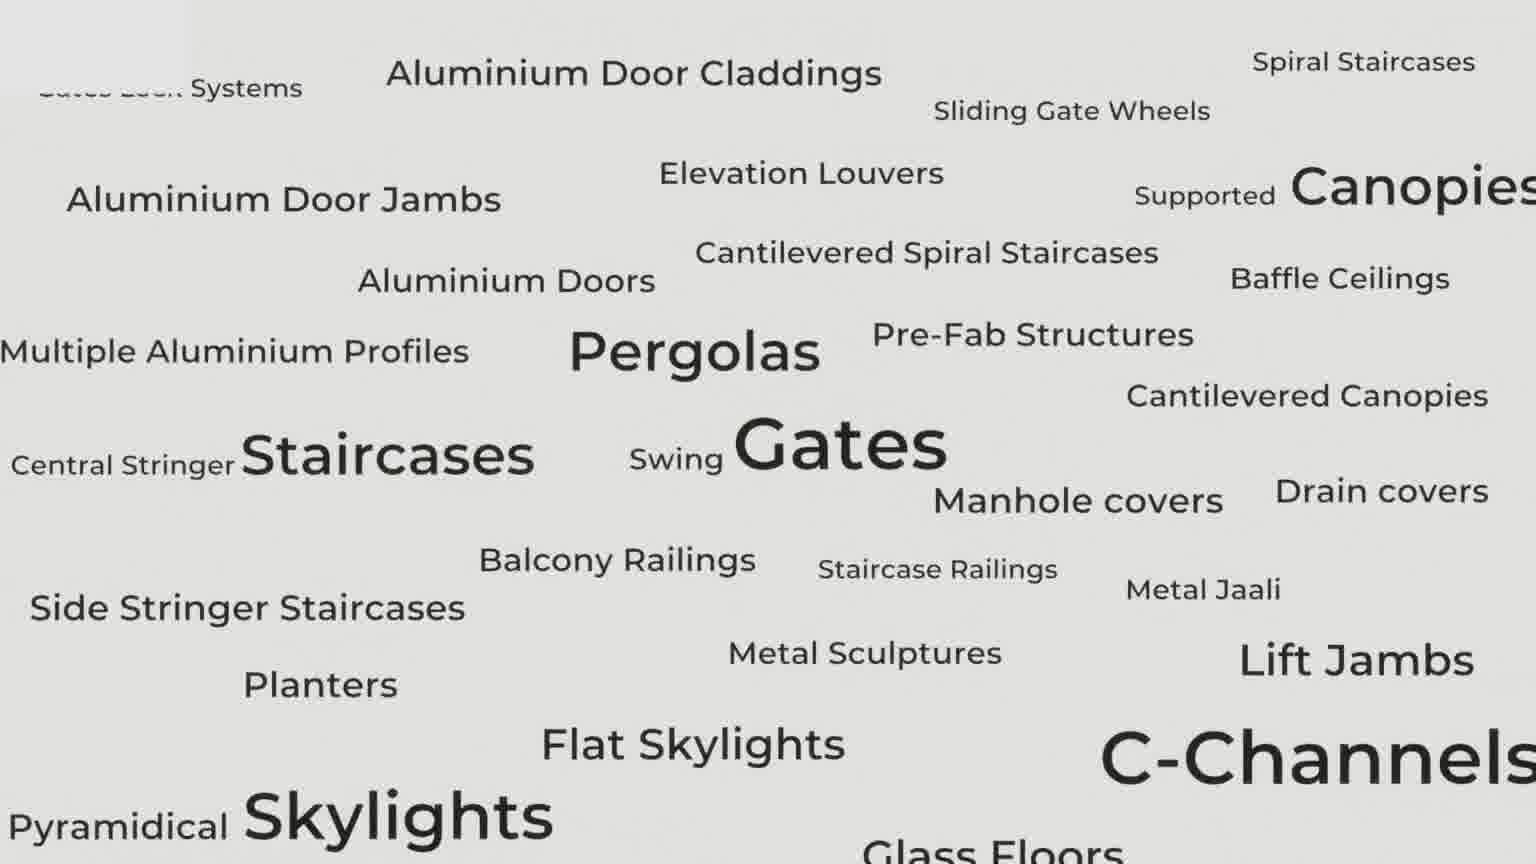 Systems
Aluminium Door Claddings
Spiral Staircases
Sliding Gate Wheels
Elevation Louvers
Aluminium Door Jambs
Supported Canopies
Cantilevered Spiral Staircases
Aluminium Doors
Baffle Ceilings
Multiple Aluminium Profiles
Pergolas
Pre-Fab Structures
Cantilevered Canopies
Central Stringer Staircases
Swing Gates
Manhole covers
Drain covers
Balcony Railings
Staircase Railings
Metal Jaali
Side Stringer Staircases
Metal Sculptures
Lift Jambs
Planters
Flat Skylights
C-Channels
Pyramidical Skylights
Glass Floors